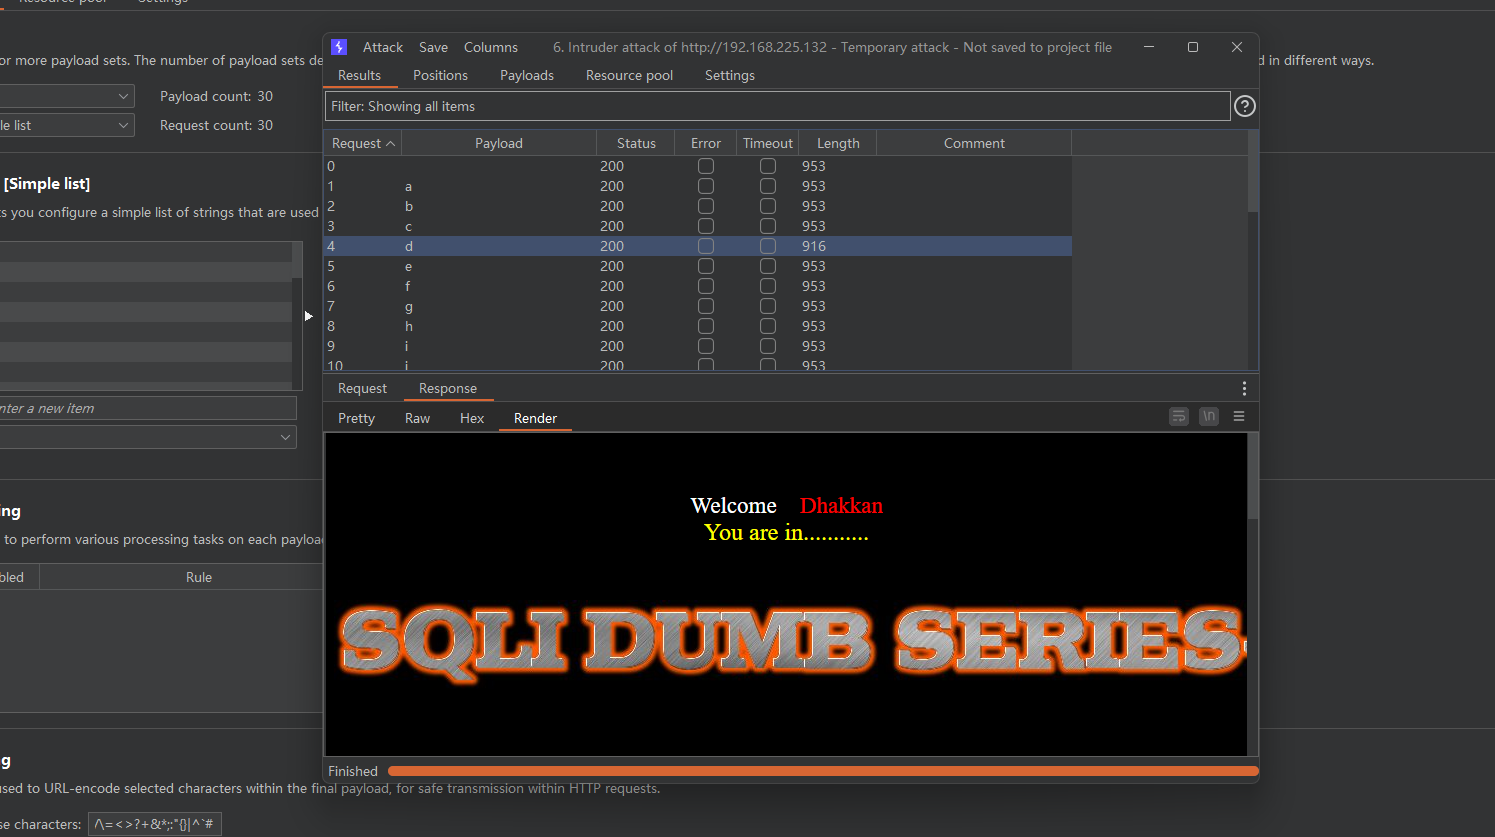 Resource pool Settings
or more payload sets. The number of payload sets de
d in different ways.
Payload count: 30
le list
Request count: 30
[Simple list]
s you configure a simple list of strings that are used
nter a new item
ing
to perform various processing tasks on each payloa
bled Rule
g
used to URL-encode selected characters within the final payload, for safe transmission within HTTP requests.
se characters: /\=<>?+&*;:"{}|^`#
Attack Save Columns 6. Intruder attack of http://192.168.225.132 - Temporary attack - Not saved to project file
Results Positions Payloads Resource pool Settings
Filter: Showing all items
Request Payload Status Error Timeout Length Comment
0 200 953
1 a 200 953
2 b 200 953
3 c 200 953
4 d 200 916
5 e 200 953
6 f 200 953
7 g 200 953
8 h 200 953
9 i 200 953
10 j 200 953
Request Response
Pretty Raw Hex Render
\n
Welcome Dhakkan
You are in...........
SQLI DUMB SERIES-
Finished